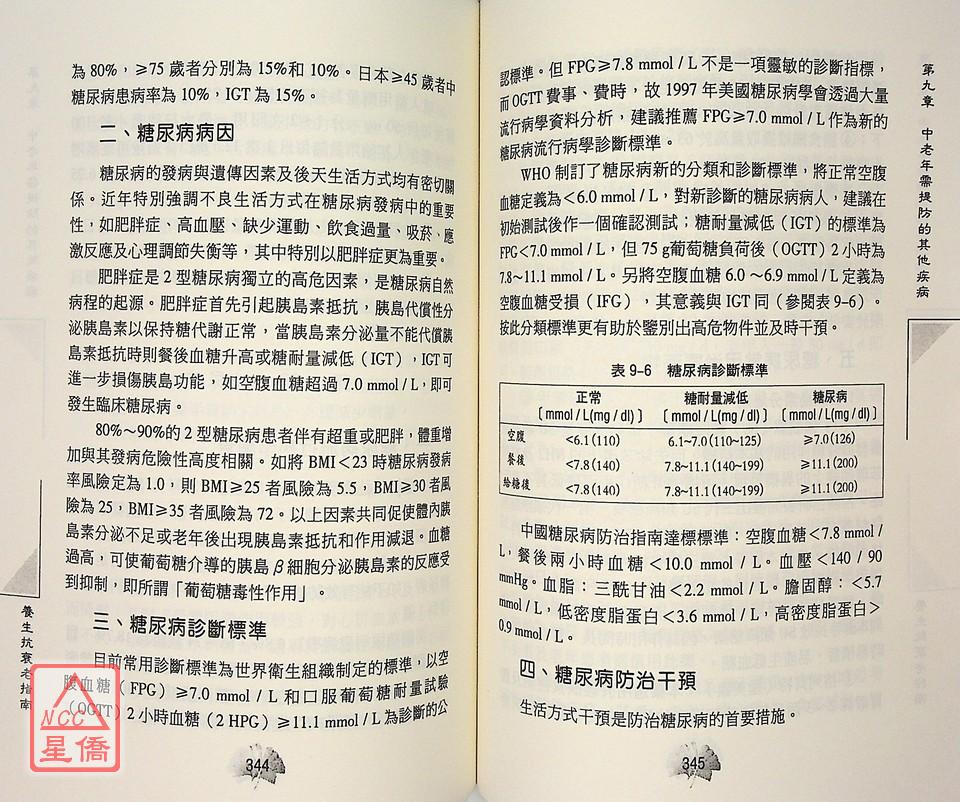 為 80%，≥75 歲者分別為 15%和 10%。日本≥45 歲者中
糖尿病患病率為 10%，IGT 為 15%。
二、糖尿病病因
糖尿病的發病與遺傳因素及後天生活方式均有密切關
係。近年特別強調不良生活方式在糖尿病發病中的重要
性，如肥胖症、高血壓、缺少運動、飲食過量、吸菸、應
激反應及心理調節失衡等，其中特別以肥胖症更為重要。
肥胖症是 2 型糖尿病獨立的高危因素，是糖尿病自然
病程的起源。肥胖症首先引起胰島素抵抗，胰島代償性分
泌胰島素以保持糖代謝正常，當胰島素分泌量不能代償胰
島素抵抗時則餐後血糖升高或糖耐量減低（IGT），IGT 可
進一步損傷胰島功能，如空腹血糖超過 7.0 mmol / L，即可
發生臨床糖尿病。
80%～90%的 2 型糖尿病患者伴有超重或肥胖，體重增
加與其發病危險性高度相關。如將 BMI＜23 時糖尿病發病
率風險定為 1.0，則 BMI≥25 者風險為 5.5，BMI≥30 者風
險為 25，BMI≥35 者風險為 72。以上因素共同促使體內胰
島素分泌不足或老年後出現胰島素抵抗和作用減退。血糖
過高，可使葡萄糖介導的胰島 β 細胞分泌胰島素的反應受
到抑制，即所謂「葡萄糖毒性作用」。
三、糖尿病診斷標準
目前常用診斷標準為世界衛生組織制定的標準，以空
腹血糖（FPG）≥7.0 mmol / L 和口服葡萄糖耐量試驗
（OGTT）2 小時血糖（2 HPG）≥11.1 mmol / L 為診斷的公
344
養生抗衰老指南
NCC
星僑
認標準。但 FPG≥7.8 mmol / L 不是一項靈敏的診斷指標，
而 OGTT 費事、費時，故 1997 年美國糖尿病學會透過大量
流行病學資料分析，建議推薦 FPG≥7.0 mmol / L 作為新的
糖尿病流行病學診斷標準。
WHO 制訂了糖尿病新的分類和診斷標準，將正常空腹
血糖定義為＜6.0 mmol / L，對新診斷的糖尿病病人，建議在
初始測試後作一個確認測試；糖耐量減低（IGT）的標準為
FPG＜7.0 mmol / L，但 75 g葡萄糖負荷後（OGTT）2 小時為
7.8～11.1 mmol / L。另將空腹血糖 6.0 ～6.9 mmol / L 定義為
空腹血糖受損（IFG），其意義與 IGT 同（參閱表 9-6）。
按此分類標準更有助於鑒別出高危物件並及時干預。
表 9-6 糖尿病診斷標準
正常 糖耐量減低 糖尿病
〔mmol / L(mg / dl)〕 〔mmol / L(mg / dl)〕 〔mmol / L(mg / dl)〕
空腹 <6.1(110) 6.1~7.0(110~125) ≥7.0(126)
餐後 <7.8(140) 7.8~11.1(140~199) ≥11.1(200)
給糖後 <7.8(140) 7.8~11.1(140~199) ≥11.1(200)
中國糖尿病防治指南達標標準：空腹血糖＜7.8 mmol /
L，餐後兩小時血糖＜10.0 mmol / L。血壓＜140 / 90
mmHg。血脂：三酰甘油＜2.2 mmol / L。膽固醇：＜5.7
mmol / L，低密度脂蛋白＜3.6 mmol / L，高密度脂蛋白＞
0.9 mmol / L。
四、糖尿病防治干預
生活方式干預是防治糖尿病的首要措施。
345
第九章 中老年需提防的其他疾病